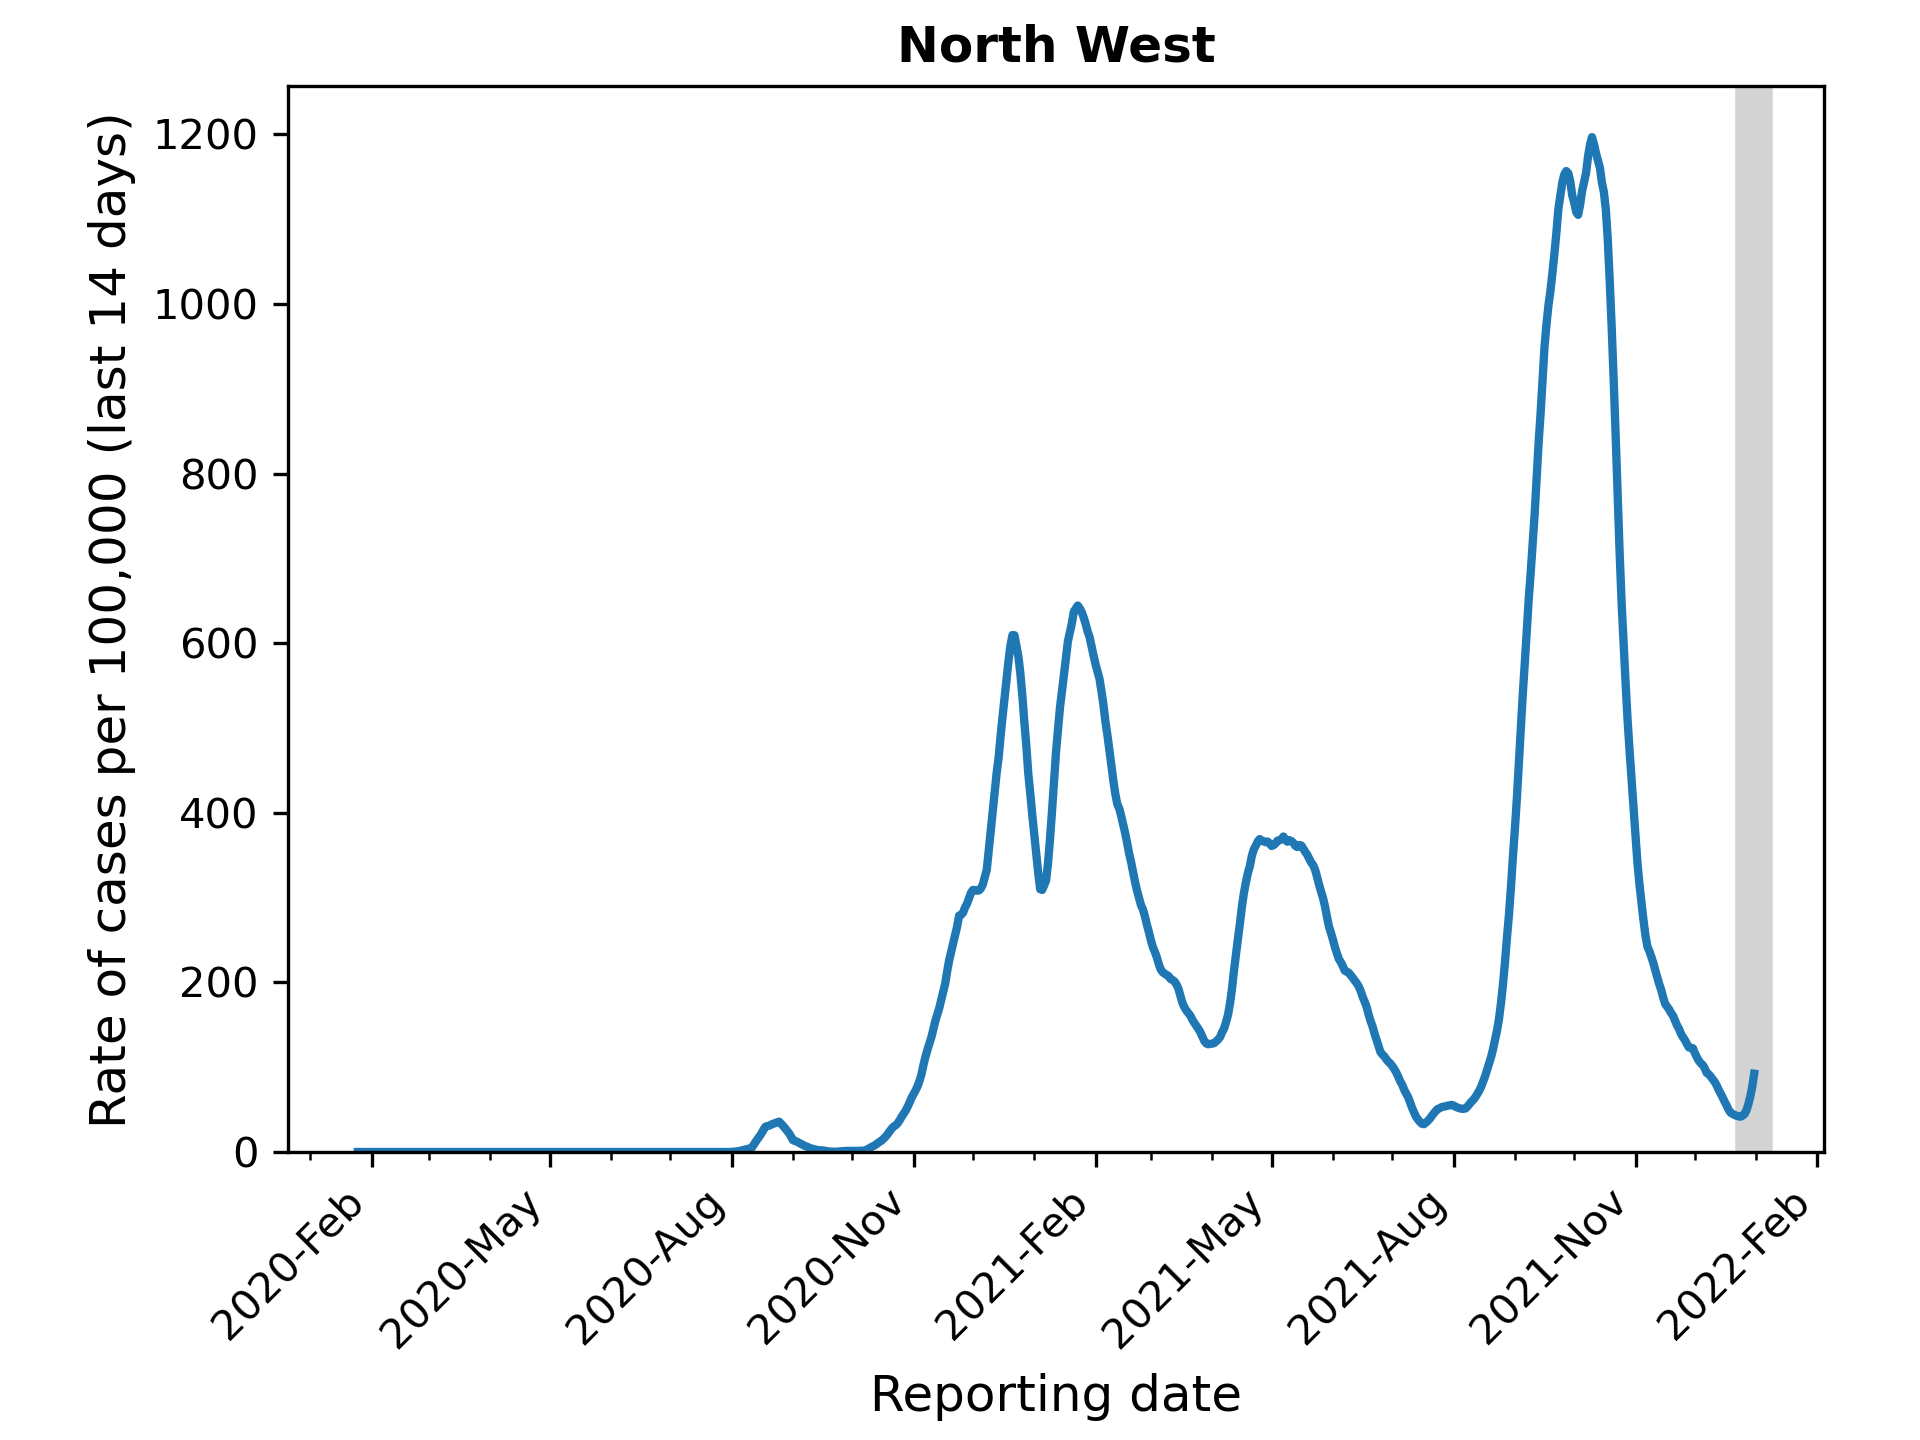 North West
Rate of cases per 100,000 (last 14 days)
1200
1000
800
600
400
200
0
2020-Feb
2020-May
2020-Aug
2020-Nov
2021-Feb
2021-May
2021-Aug
2021-Nov
2022-Feb
Reporting date